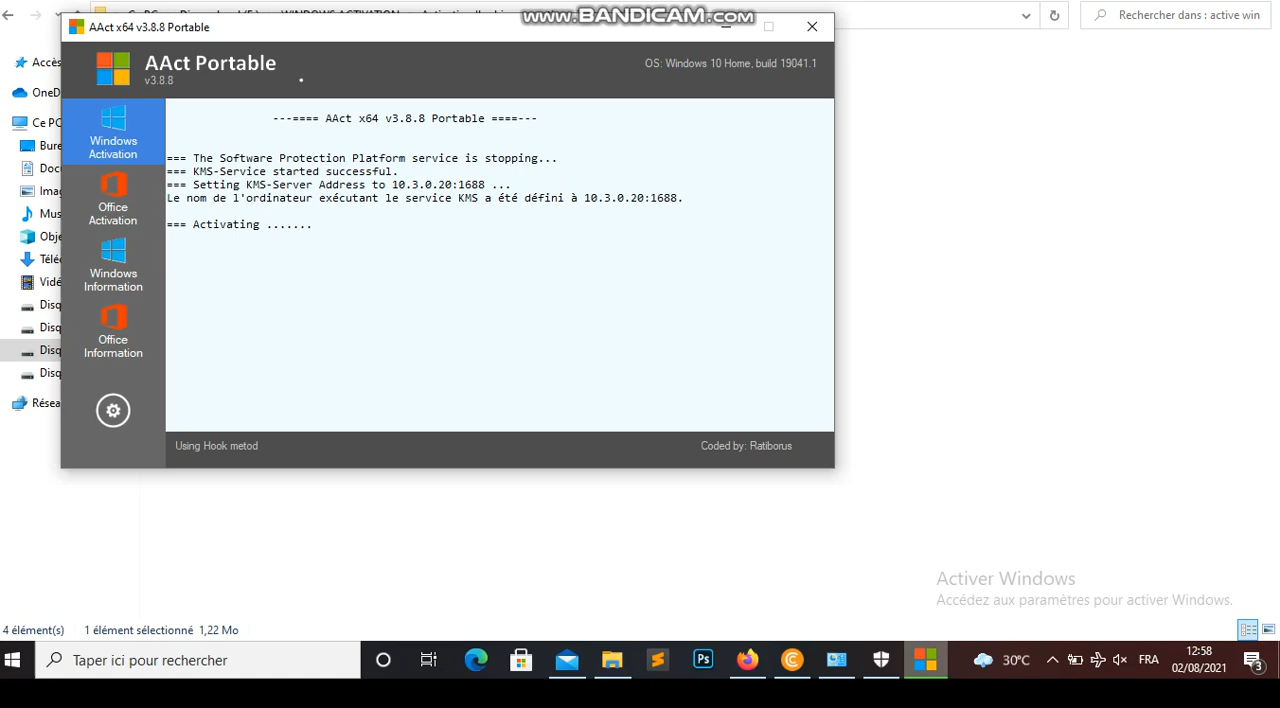 www.BANDICAM.com
AAct x64 v3.8.8 Portable
Rechercher dans : active win
AAct Portable
v3.8.8
OS: Windows 10 Home, build 19041.1
Accès
OneD
Ce PC
Bure
Doc
Imag
Mus
Obje
Télé
Vidé
Disq
Disq
Disq
Disq
Résea
Windows
Activation
Office
Activation
Windows
Information
Office
Information
---==== AAct x64 v3.8.8 Portable ====---
=== The Software Protection Platform service is stopping...
=== KMS-Service started successful.
=== Setting KMS-Server Address to 10.3.0.20:1688 ...
Le nom de l'ordinateur exécutant le service KMS a été défini à 10.3.0.20:1688.
=== Activating .......
Using Hook metod
Coded by: Ratiborus
Activer Windows
Accédez aux paramètres pour activer Windows.
4 élément(s)
1 élément sélectionné 1,22 Mo
Taper ici pour rechercher
Ps
30°C
FRA
12:58
02/08/2021
3